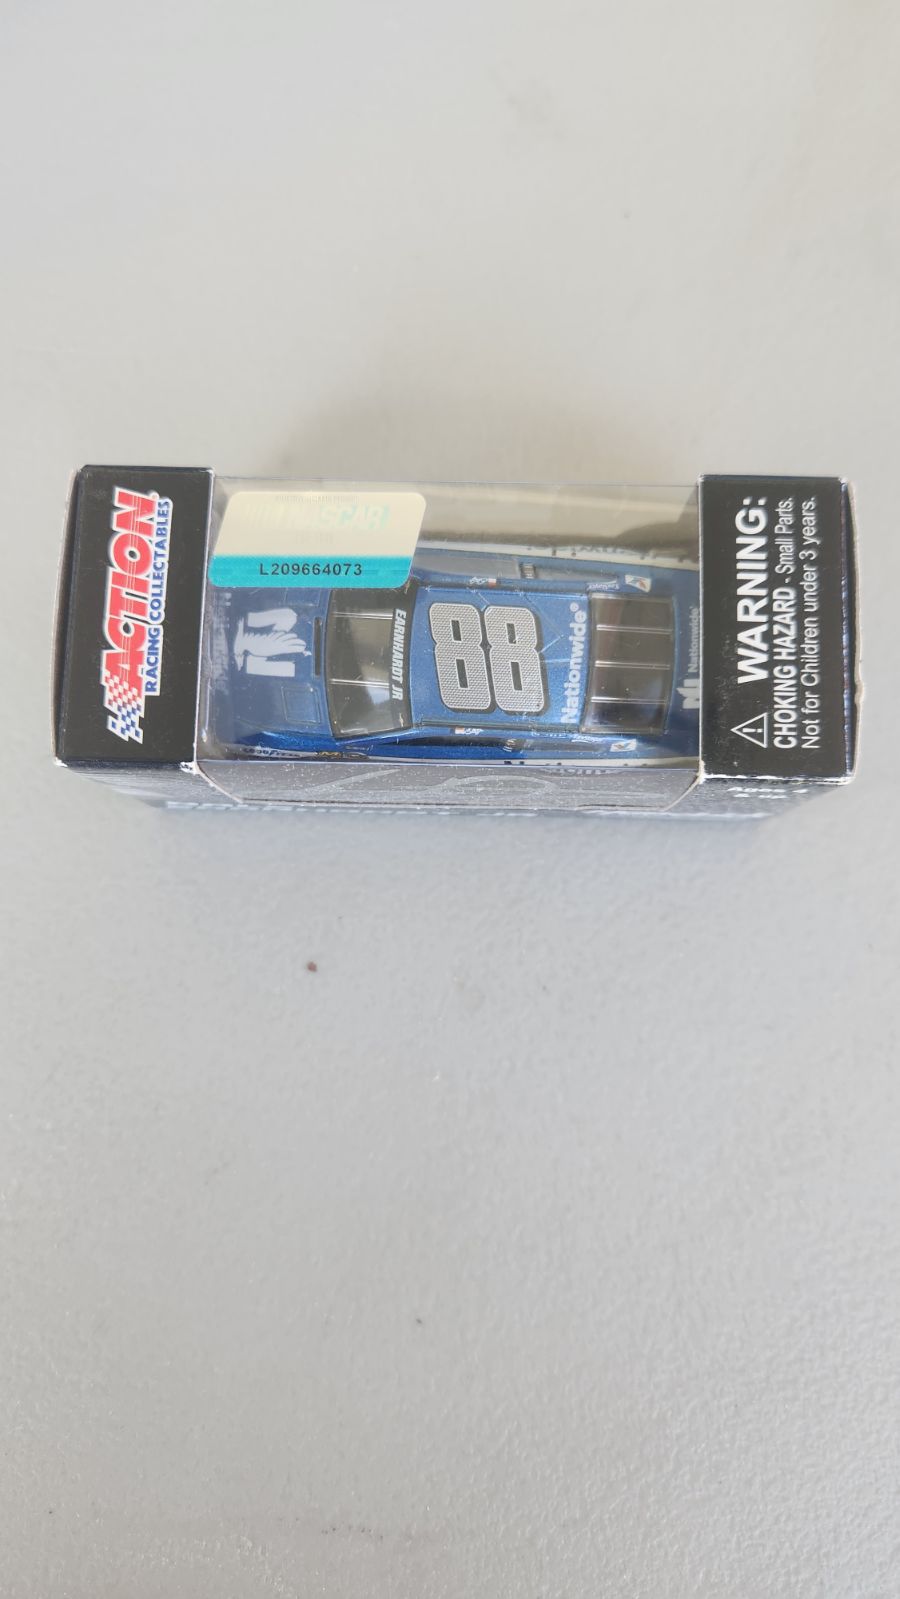 ACTION
RACING COLLECTABLES
NASCAR
L209664073
EARNHARDT JR
88
Nationwide®
Nationwide
WARNING:
CHOKING HAZARD - Small Parts.
Not for Children under 3 years.